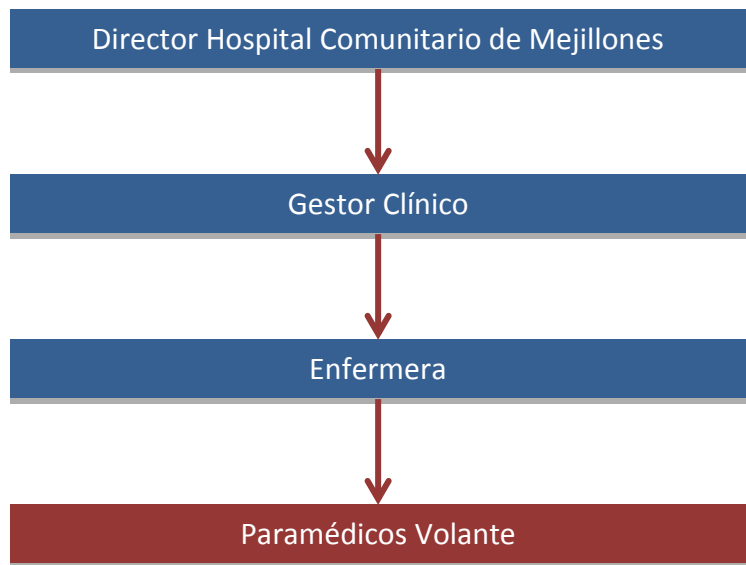 Director Hospital Comunitario de Mejillones
Gestor Clínico
Enfermera
Paramédicos Volante